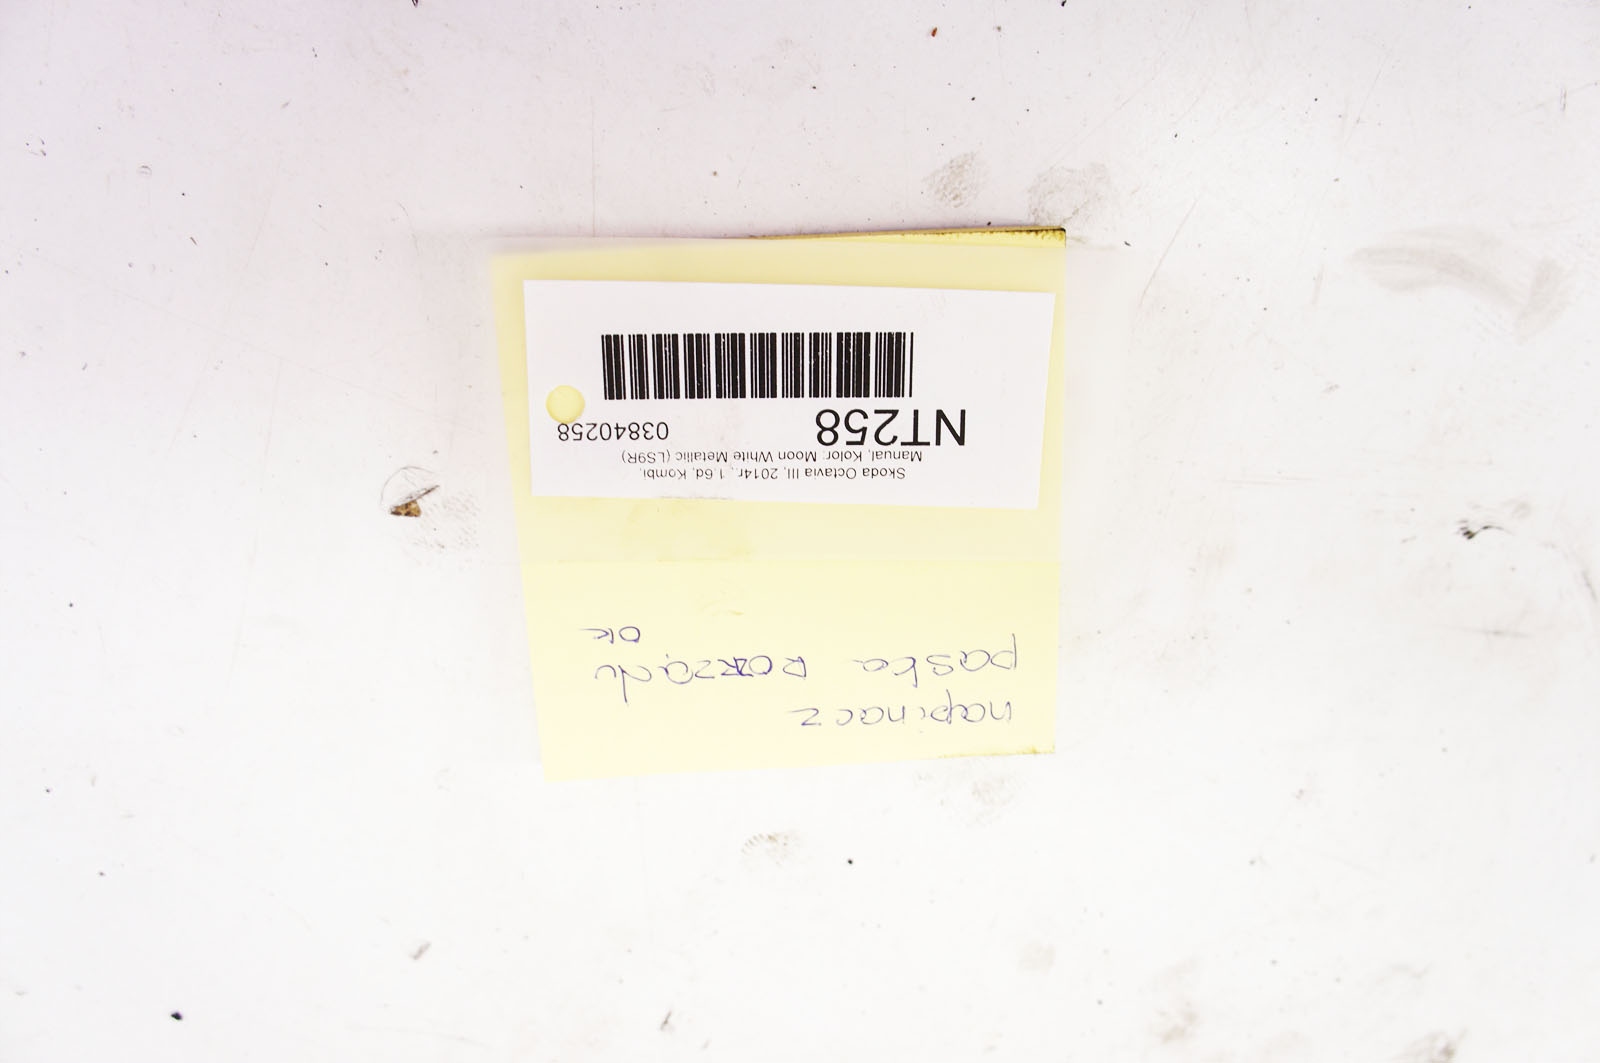 napinacz
paska ROZRZĄDU
OK
Skoda Octavia III, 2014r., 1.6d, Kombi,
Manual, Kolor: Moon White Metallic (LS9R)
NT258 03840258